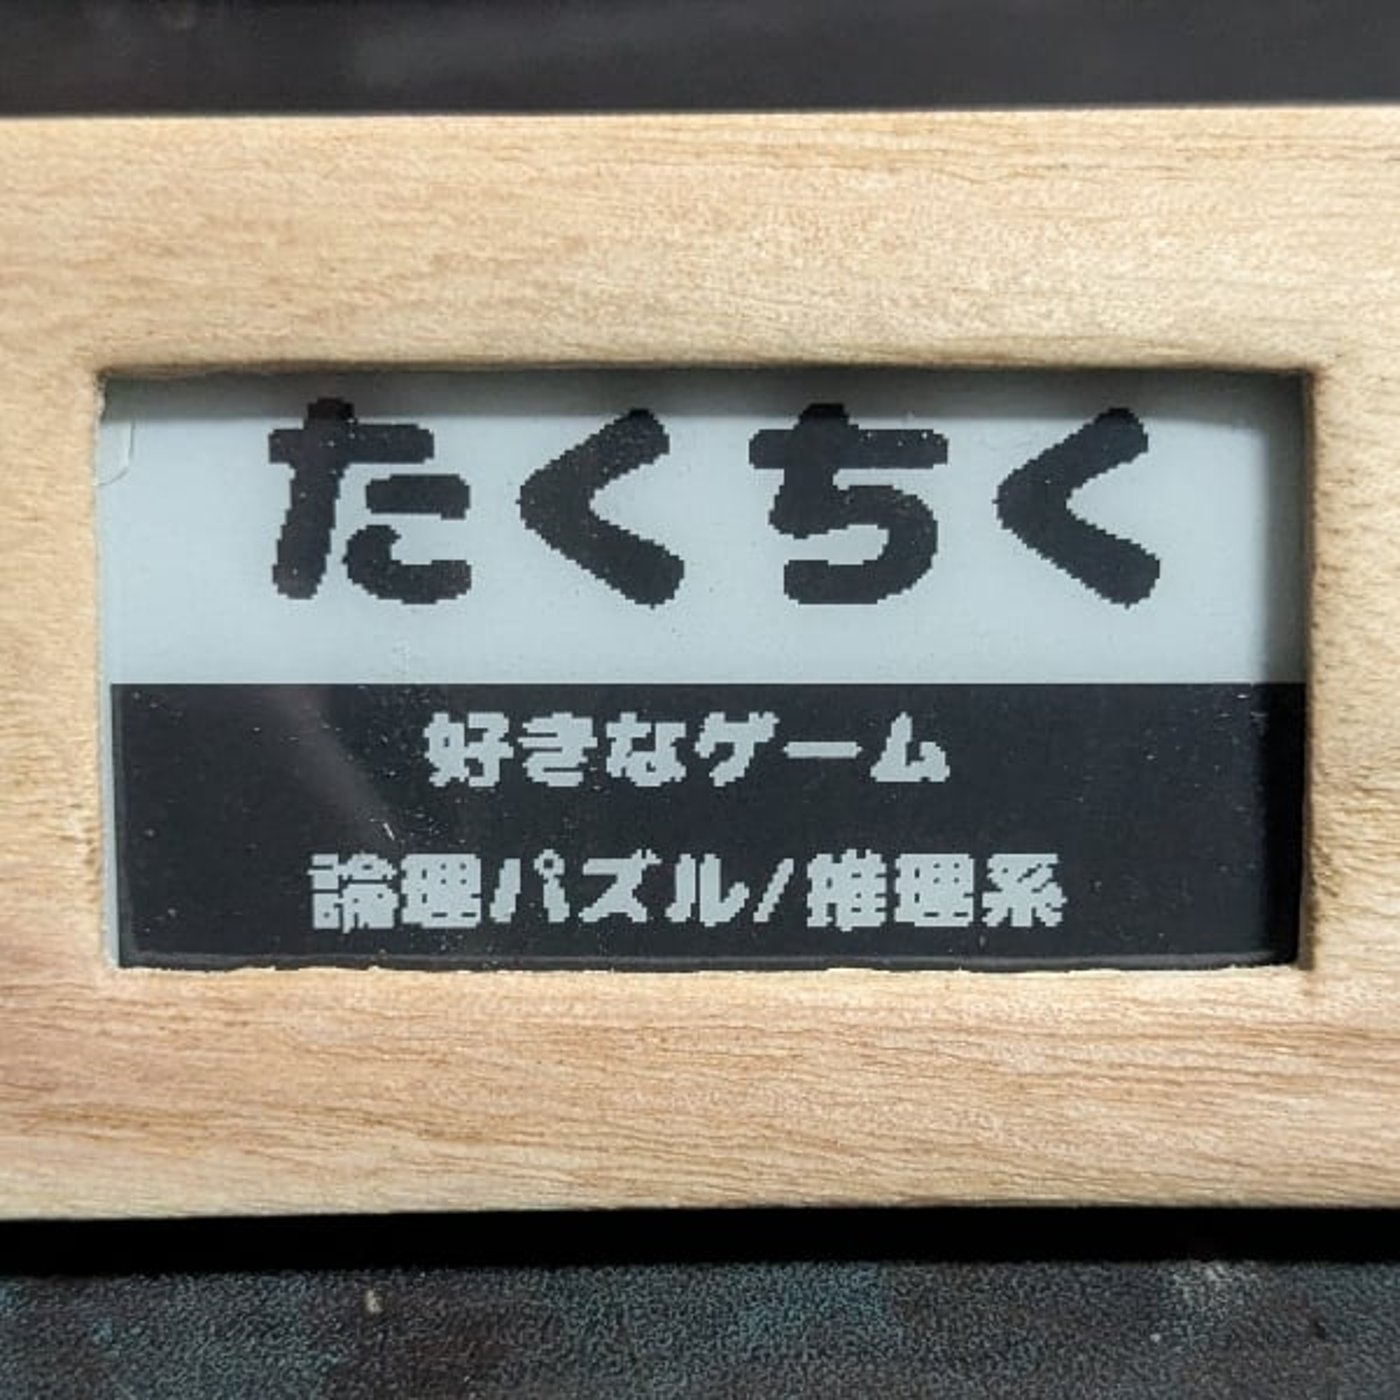 たくちく
好きなゲーム
論理パズル/推理系